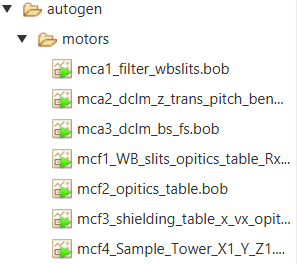 autogen
motors
mca1_filter_wbslits.bob
mca2_dclm_z_trans_pitch_ben...
mca3_dclm_bs_fs.bob
mcf1_WB_slits_opitics_table_Rx...
mcf2_opitics_table.bob
mcf3_shielding_table_x_vx_opit...
mcf4_Sample_Tower_X1_Y_Z1....